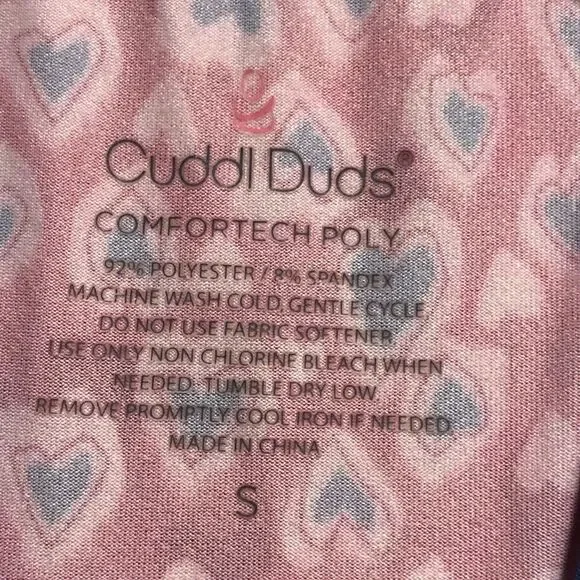 Cuddl Duds®
COMFORTECH POLY
92% POLYESTER / 8% SPANDEX
MACHINE WASH COLD, GENTLE CYCLE,
DO NOT USE FABRIC SOFTENER
USE ONLY NON CHLORINE BLEACH WHEN
NEEDED. TUMBLE DRY LOW.
REMOVE PROMPTLY. COOL IRON IF NEEDED
MADE IN CHINA
S